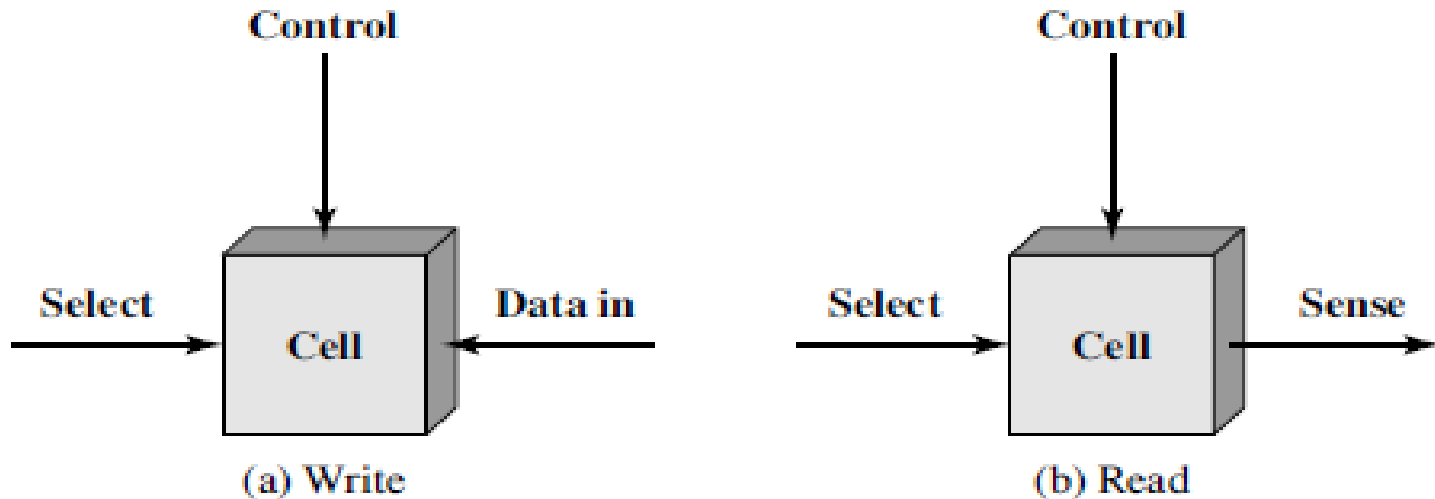 Control
Control
Select
Data in
Select
Sense
Cell
Cell
(a) Write
(b) Read